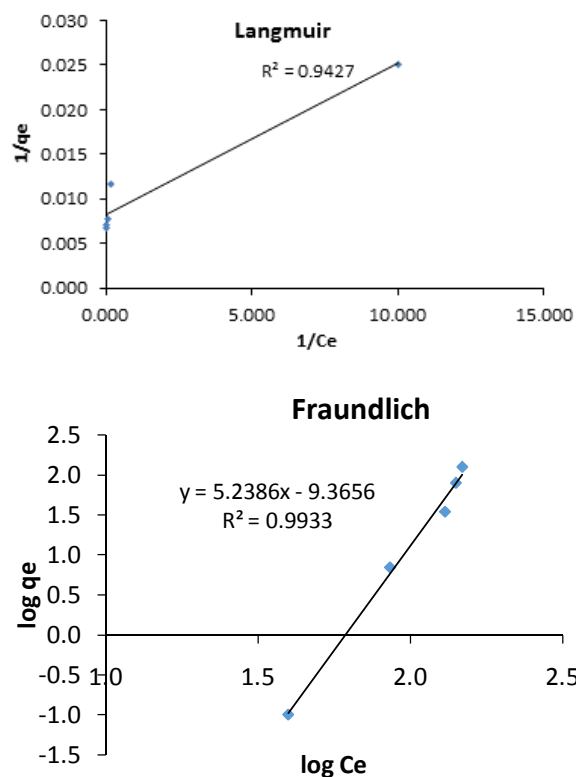 Langmuir
R² = 0.9427
0.030
0.025
0.020
0.015
0.010
0.005
0.000
1/qe
0.000 5.000 10.000 15.000
1/Ce
Fraundlich
y = 5.2386x - 9.3656
R² = 0.9933
2.5
2.0
1.5
1.0
0.5
0.0
-0.5
-1.0
-1.5
log qe
1.0 1.5 2.0 2.5
log Ce